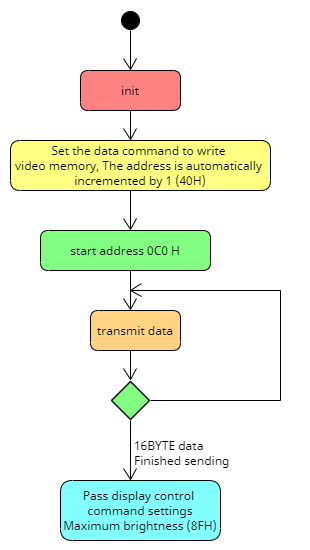 init
Set the data command to write
video memory, The address is automatically
incremented by 1 (40H)
start address 0C0 H
transmit data
16BYTE data
Finished sending
Pass display control
command settings
Maximum brightness (8FH)